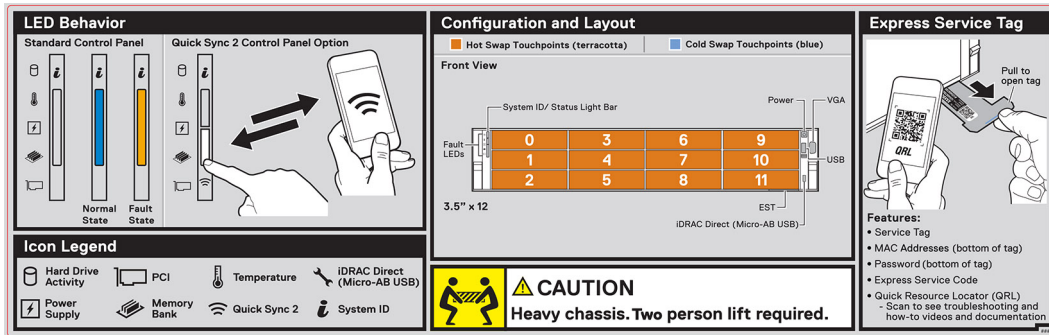 LED Behavior
Standard Control Panel
Quick Sync 2 Control Panel Option
i
i
i
i
Normal
State
Fault
State
Icon Legend
Hard Drive
Activity
PCI
Temperature
iDRAC Direct
(Micro-AB USB)
Power
Supply
Memory
Bank
Quick Sync 2
i
System ID
Configuration and Layout
Hot Swap Touchpoints (terracotta)
Cold Swap Touchpoints (blue)
Front View
System ID/ Status Light Bar
Power
VGA
Fault
LEDs
0 3 6 9
1 4 7 10
2 5 8 11
USB
3.5" x 12
EST
iDRAC Direct (Micro-AB USB)
CAUTION
Heavy chassis. Two person lift required.
Express Service Tag
Pull to
open tag
QRL
Features:
• Service Tag
• MAC Addresses (bottom of tag)
• Password (bottom of tag)
• Express Service Code
• Quick Resource Locator (QRL)
- Scan to see troubleshooting and
how-to videos and documentation